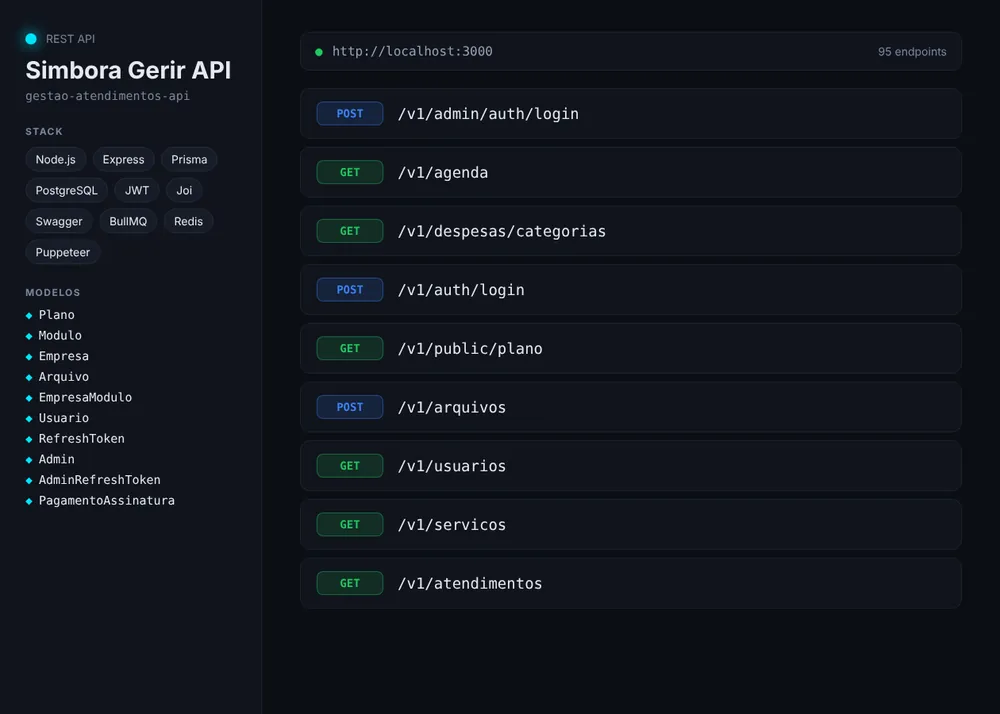 REST API
Simbora Gerir API
gestao-atendimentos-api
STACK
Node.js Express Prisma
PostgreSQL JWT Joi
Swagger BullMQ Redis
Puppeteer
MODELOS
Plano
Modulo
Empresa
Arquivo
EmpresaModulo
Usuario
RefreshToken
Admin
AdminRefreshToken
PagamentoAssinatura
http://localhost:3000 95 endpoints
POST /v1/admin/auth/login
GET /v1/agenda
GET /v1/despesas/categorias
POST /v1/auth/login
GET /v1/public/plano
POST /v1/arquivos
GET /v1/usuarios
GET /v1/servicos
GET /v1/atendimentos